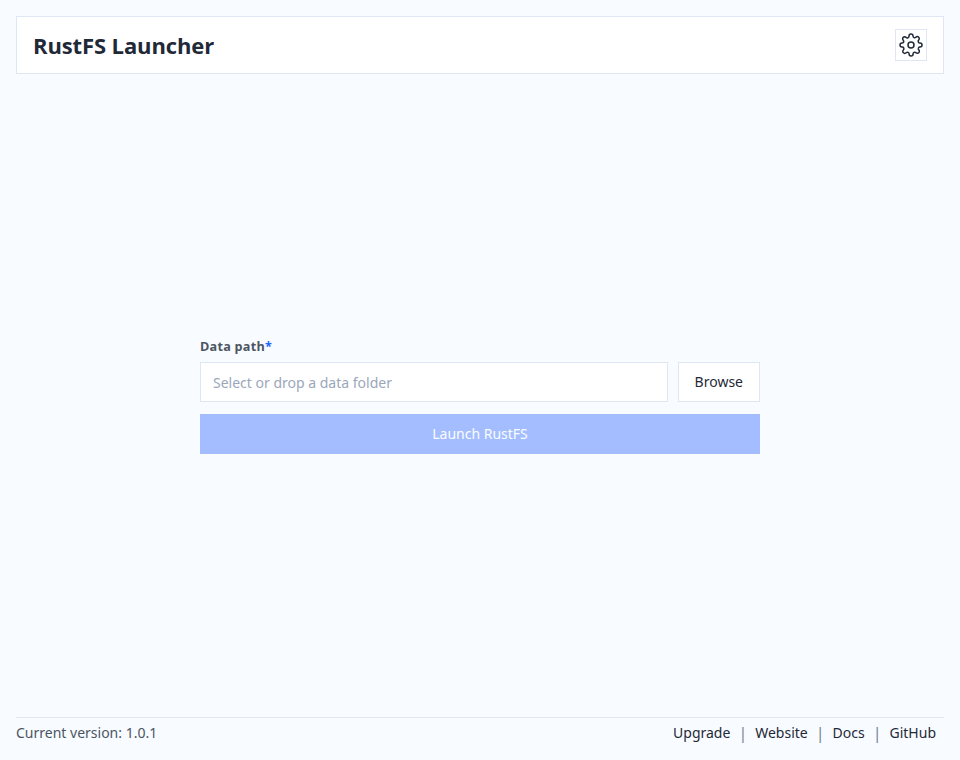 RustFS Launcher
Data path*
Select or drop a data folder
Browse
Launch RustFS
Current version: 1.0.1
Upgrade | Website | Docs | GitHub